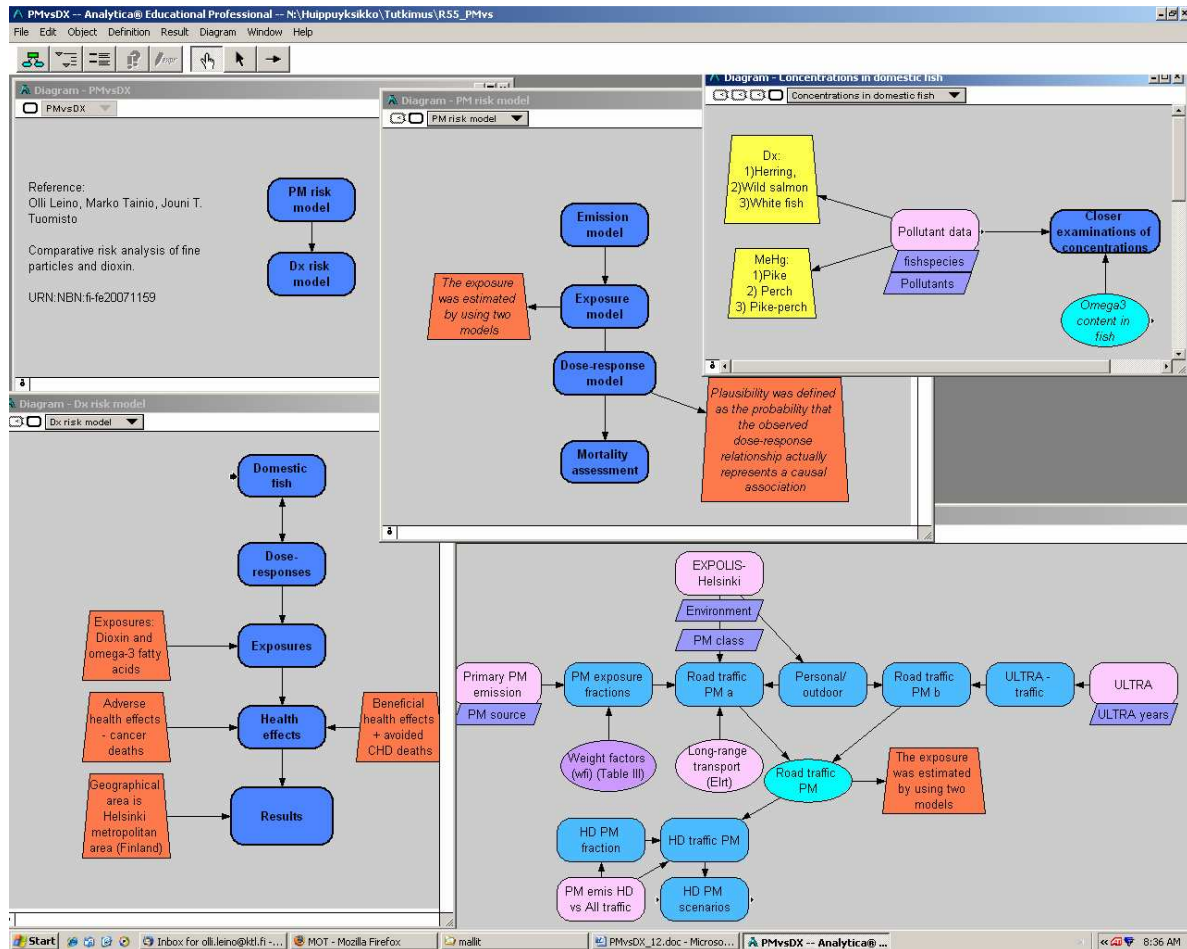 PMvsDX -- Analytica® Educational Professional -- N:\Huippuyksikko\Tutkimus\R55_PMvs
File Edit Object Definition Result Diagram Window Help
expr
Diagram - PMvsDX
PMvsDX
Reference:
Olli Leino, Marko Tainio, Jouni T.
Tuomisto
Comparative risk analysis of fine
particles and dioxin.
URN:NBN:fi-fe20071159
PM risk
model
Dx risk
model
Diagram - PM risk model
PM risk model
Emission
model
The exposure
was estimated
by using two
models
Exposure
model
Dose-response
model
Mortality
assessment
Plausibility was defined
as the probability that
the observed
dose-response
relationship actually
represents a causal
association
Diagram - Concentrations in domestic fish
Concentrations in domestic fish
Dx:
1)Herring,
2)Wild salmon
3)White fish
MeHg:
1)Pike
2) Perch
3) Pike-perch
Pollutant data
fishspecies
Pollutants
Closer
examinations of
concentrations
Omega3
content in
fish
Diagram - Dx risk model
Dx risk model
Domestic
fish
Dose-
responses
Exposures:
Dioxin and
omega-3 fatty
acids
Exposures
Adverse
health effects
- cancer
deaths
Health
effects
Beneficial
health effects
+ avoided
CHD deaths
Geographical
area is
Helsinki
metropolitan
area (Finland)
Results
EXPOLIS-
Helsinki
Environment
PM class
Primary PM
emission
PM source
PM exposure
fractions
Road traffic
PM a
Personal/
outdoor
Road traffic
PM b
ULTRA -
traffic
ULTRA
ULTRA years
Weight factors
(wfi) (Table III)
Long-range
transport
(Elrt)
Road traffic
PM
The exposure
was estimated
by using two
models
HD PM
fraction
HD traffic PM
PM emis HD
vs All traffic
HD PM
scenarios
Start
Inbox for olli.leino@ktl.fi -...
MOT - Mozilla Firefox
mallit
PMvsDX_12.doc - Microso...
PMvsDX -- Analytica® ...
8:36 AM